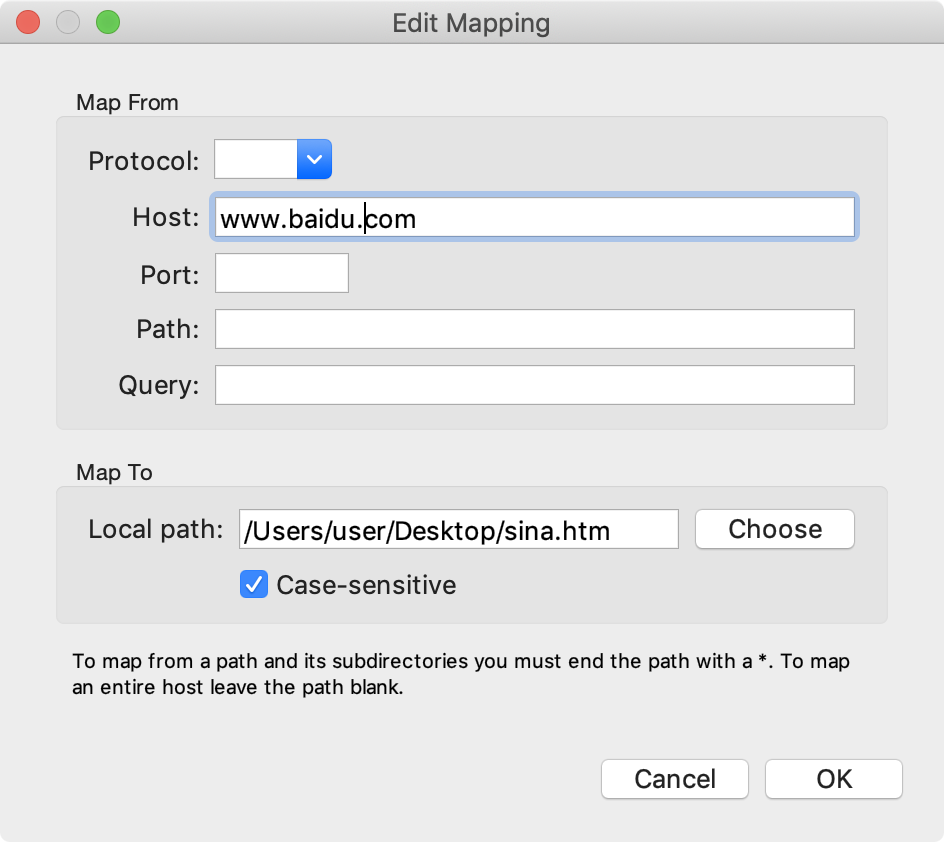 Edit Mapping
Map From
Protocol:
Host: www.baidu.com
Port:
Path:
Query:
Map To
Local path: /Users/user/Desktop/sina.htm Choose
Case-sensitive
To map from a path and its subdirectories you must end the path with a *. To map
an entire host leave the path blank.
Cancel OK